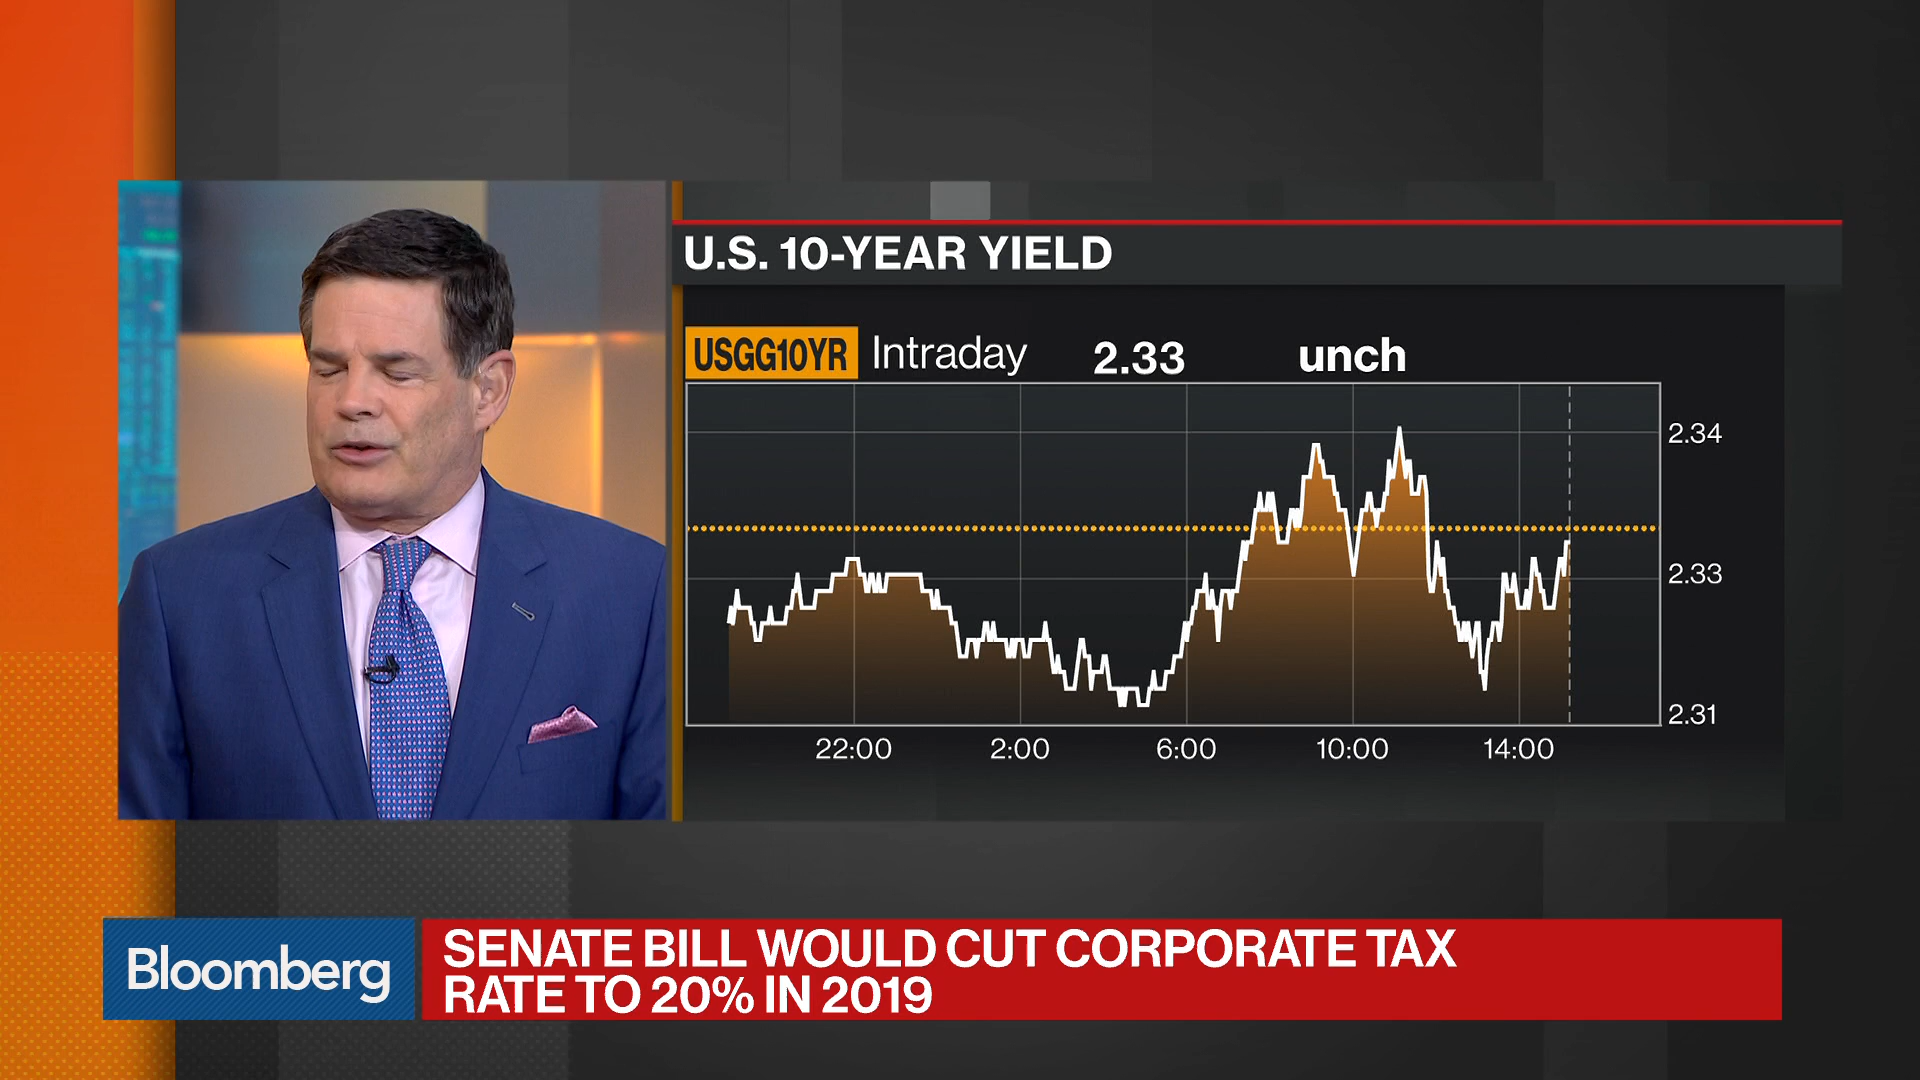 U.S. 10-YEAR YIELD
USGG10YR Intraday 2.33 unch
2.34
2.33
2.31
22:00 2:00 6:00 10:00 14:00
Bloomberg
SENATE BILL WOULD CUT CORPORATE TAX
RATE TO 20% IN 2019